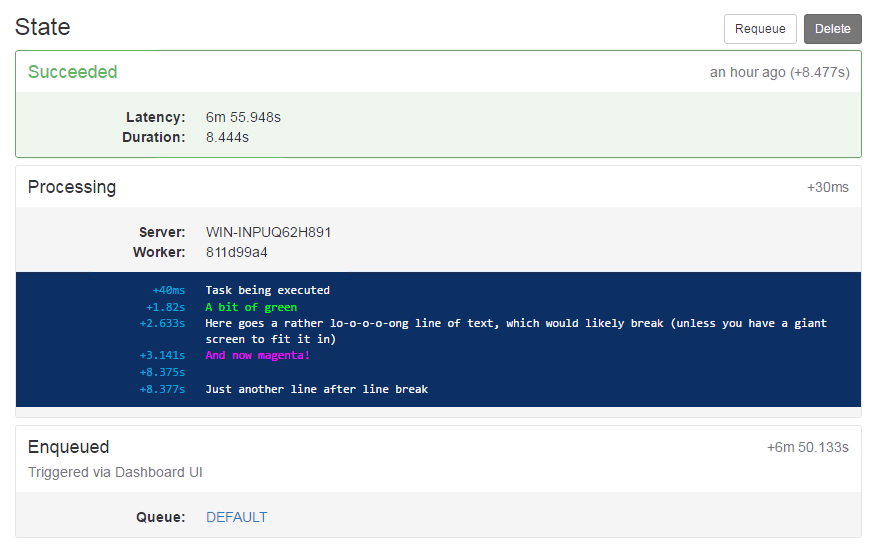 State
Requeue Delete
Succeeded an hour ago (+8.477s)
Latency: 6m 55.948s
Duration: 8.444s
Processing +30ms
Server: WIN-INPUQ62H891
Worker: 811d99a4
+40ms Task being executed
+1.82s A bit of green
+2.633s Here goes a rather lo-o-o-o-ong line of text, which would likely break (unless you have a giant
screen to fit it in)
+3.141s And now magenta!
+8.375s
+8.377s Just another line after line break
Enqueued +6m 50.133s
Triggered via Dashboard UI
Queue: DEFAULT